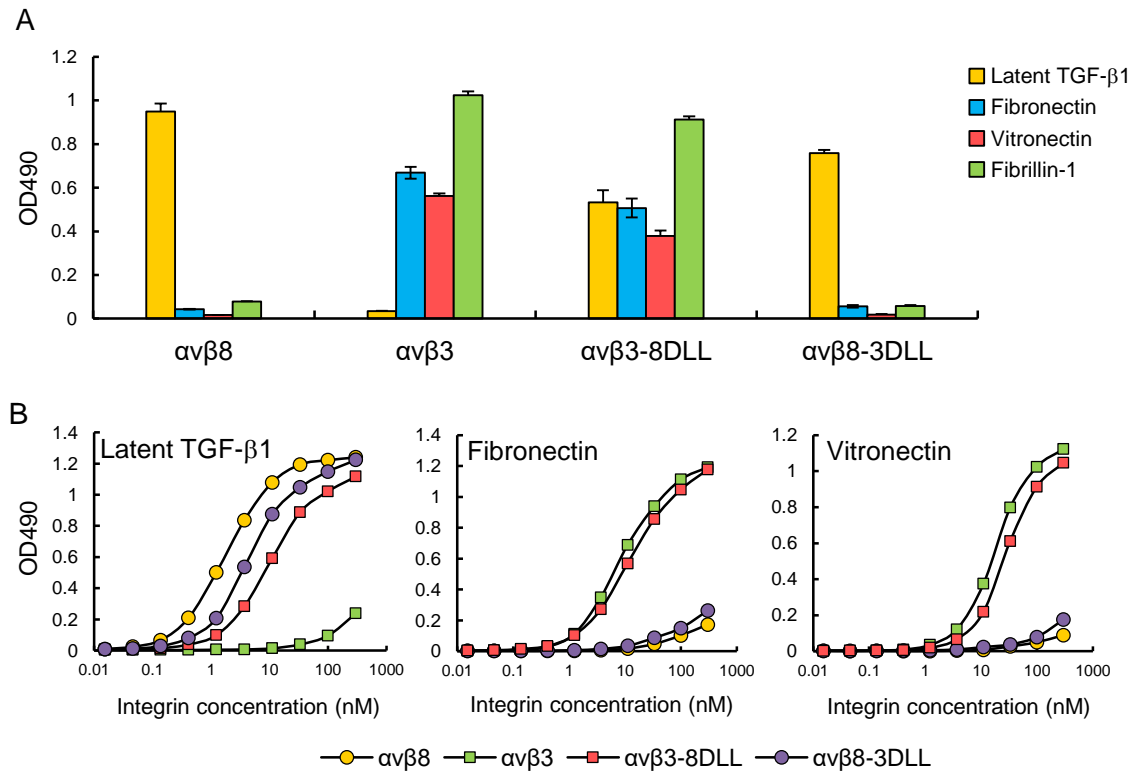 A
1.2
1
0.8
0.6
0.4
0.2
0
OD490
αvβ8 αvβ3 αvβ3-8DLL αvβ8-3DLL
Latent TGF-β1
Fibronectin
Vitronectin
Fibrillin-1
B
Latent TGF-β1
1.4
1.2
1
0.8
0.6
0.4
0.2
0
OD490
0.01 0.1 1 10 100 1000
Integrin concentration (nM)
Fibronectin
1.4
1.2
1
0.8
0.6
0.4
0.2
0
0.01 0.1 1 10 100 1000
Integrin concentration (nM)
Vitronectin
1.2
1
0.8
0.6
0.4
0.2
0
0.01 0.1 1 10 100 1000
Integrin concentration (nM)
αvβ8 αvβ3 αvβ3-8DLL αvβ8-3DLL